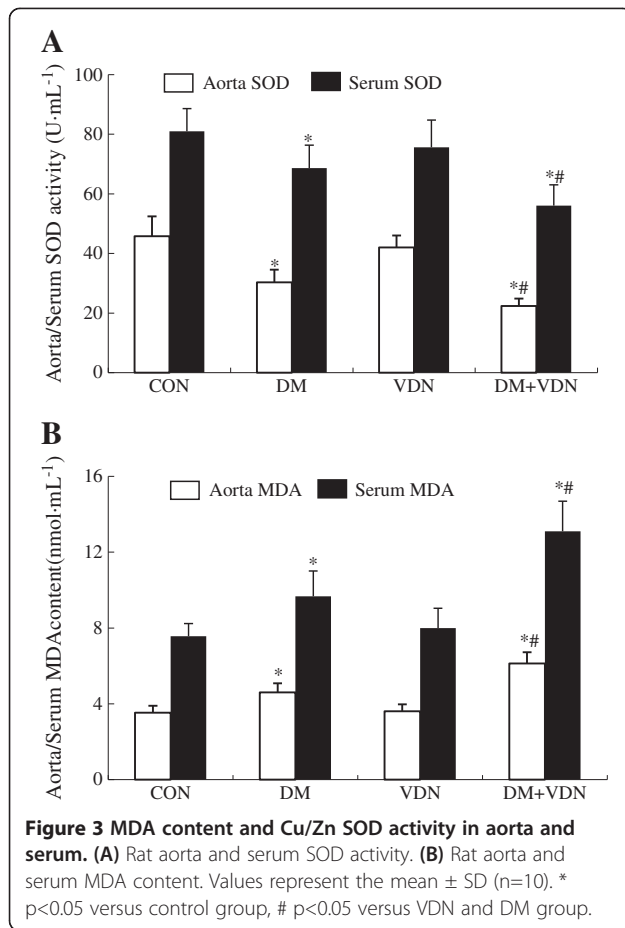 A
Aorta SOD Serum SOD
Aorta/Serum SOD activity (U·mL⁻¹)
100
80
60
40
20
0
* * *# *#
CON DM VDN DM+VDN
B
Aorta MDA Serum MDA
Aorta/Serum MDAcontent(nmol·mL⁻¹)
16
12
8
4
0
* * *# *#
CON DM VDN DM+VDN
Figure 3 MDA content and Cu/Zn SOD activity in aorta and
serum. (A) Rat aorta and serum SOD activity. (B) Rat aorta and
serum MDA content. Values represent the mean ± SD (n=10). *
p<0.05 versus control group, # p<0.05 versus VDN and DM group.